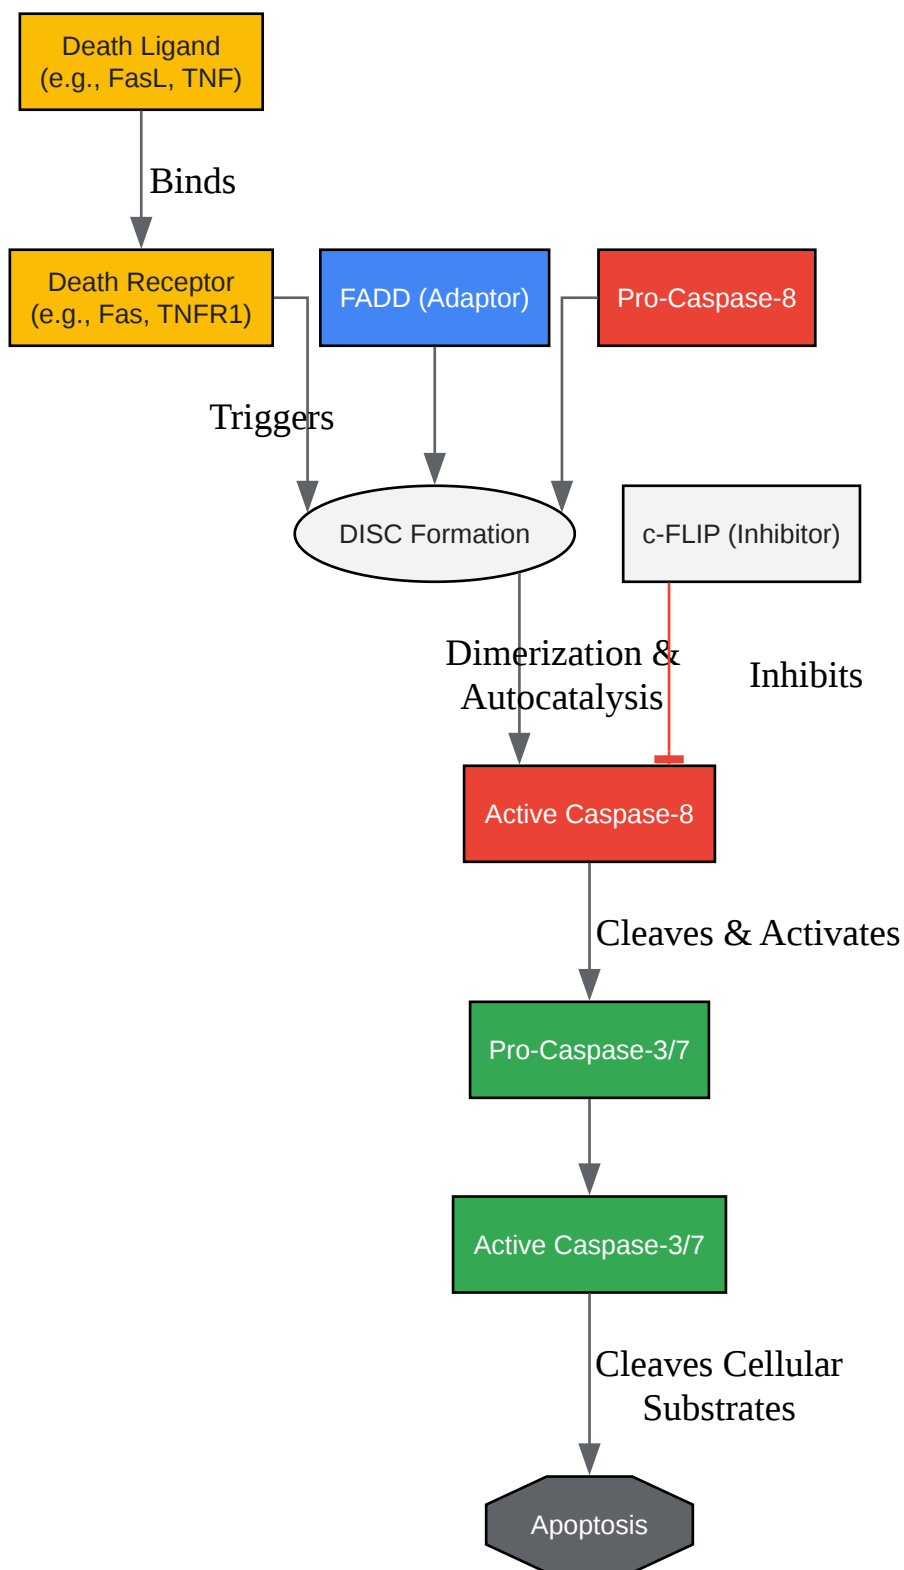 Death Ligand
(e.g., FasL, TNF)
Binds
Death Receptor
(e.g., Fas, TNFR1)
FADD (Adaptor)
Pro-Caspase-8
Triggers
DISC Formation
c-FLIP (Inhibitor)
Dimerization &
Autocatalysis
Inhibits
Active Caspase-8
Cleaves & Activates
Pro-Caspase-3/7
Active Caspase-3/7
Cleaves Cellular
Substrates
Apoptosis